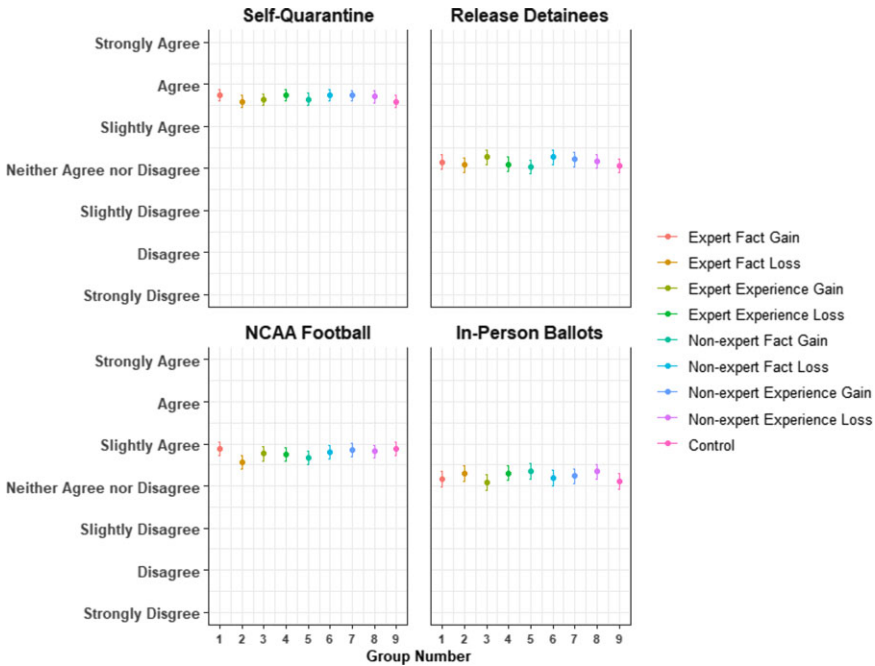 Self-Quarantine
Release Detainees
Strongly Agree
Agree
Slightly Agree
Neither Agree nor Disagree
Slightly Disagree
Disagree
Strongly Disgree
NCAA Football
In-Person Ballots
Strongly Agree
Agree
Slightly Agree
Neither Agree nor Disagree
Slightly Disagree
Disagree
Strongly Disgree
1 2 3 4 5 6 7 8 9
1 2 3 4 5 6 7 8 9
Group Number
Expert Fact Gain
Expert Fact Loss
Expert Experience Gain
Expert Experience Loss
Non-expert Fact Gain
Non-expert Fact Loss
Non-expert Experience Gain
Non-expert Experience Loss
Control